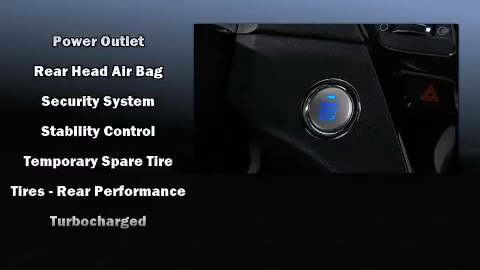 Power Outlet
Rear Head Air Bag
Security System
Stability Control
Temporary Spare Tire
Tires - Rear Performance
Turbocharged